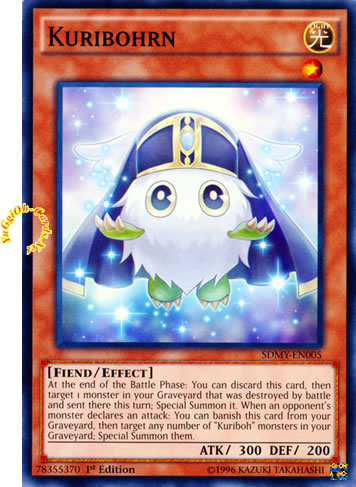 KURIBOHRN
LIGHT
光
YuGiOh-Cards.Net
SDMY-EN005
[FIEND/EFFECT]
At the end of the Battle Phase: You can discard this card, then
target 1 monster in your Graveyard that was destroyed by battle
and sent there this turn; Special Summon it. When an opponent's
monster declares an attack: You can banish this card from your
Graveyard, then target any number of "Kuriboh" monsters in your
Graveyard; Special Summon them.
ATK/ 300 DEF/ 200
78355370 1st Edition ©1996 KAZUKI TAKAHASHI